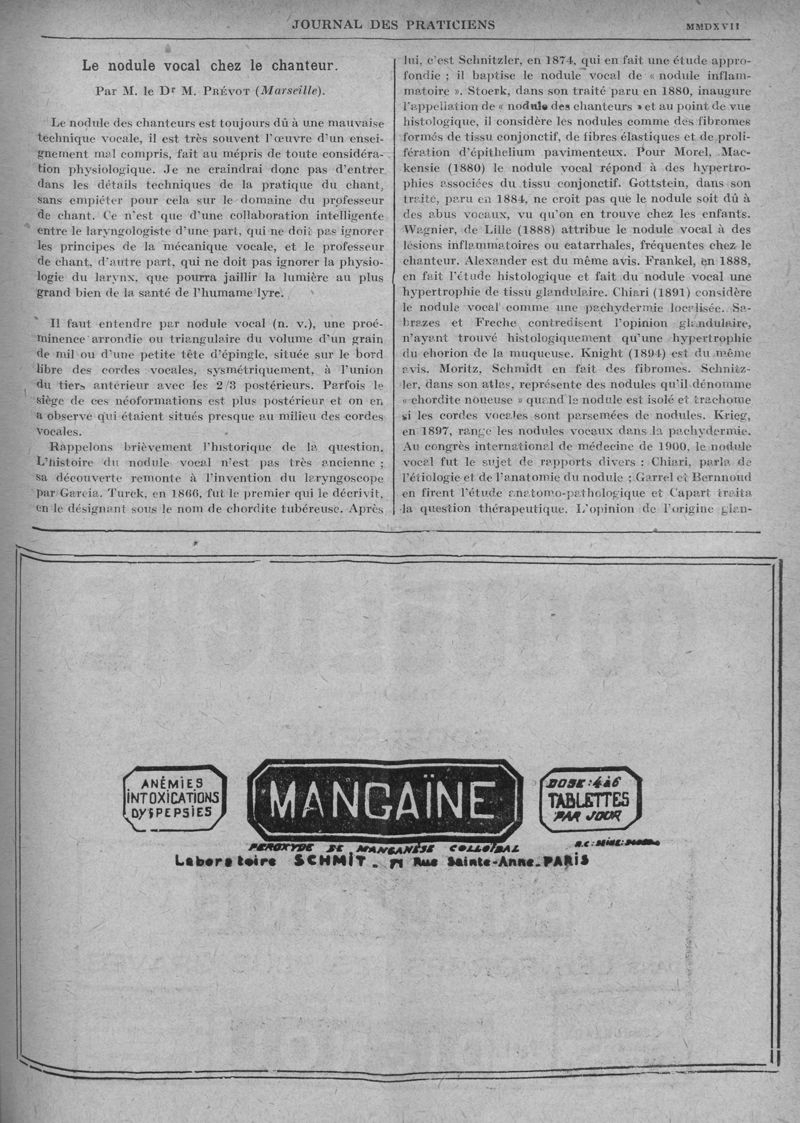 JOURNAL DES PRATICIENS
MMDXVII
Le nodule vocal chez le chanteur.
Par M. le Dr M. PRÉVOT (Marseille).
Le nodule des chanteurs est toujours dû à une mauvaise
technique vocale, il est très souvent l'œuvre d'un ensei-
gnement mal compris, fait au mépris de toute considéra-
tion physiologique. Je ne craindrai donc pas d'entrer
dans les détails techniques de la pratique du chant,
sans empiéter pour cela sur le domaine du professeur
de chant. Ce n'est que d'une collaboration intelligente
entre le laryngologiste d'une part, qui ne doit pas ignorer
les principes de la mécanique vocale, et le professeur
de chant, d'autre part, qui ne doit pas ignorer la physio-
logie du larynx, que pourra jaillir la lumière au plus
grand bien de la santé de l'humame lyre.
Il faut entendre par nodule vocal (n. v.), une proé-
minence arrondie ou triangulaire du volume d'un grain
de mil ou d'une petite tête d'épingle, située sur le bord
libre des cordes vocales, sysmétriquement, à l'union
du tiers antérieur avec les 2/3 postérieurs. Parfois le
siège de ces néoformations est plus postérieur et on en
a observé qui étaient situés presque au milieu des cordes
vocales.
Rappelons brièvement l'historique de la question.
L'histoire du nodule vocal n'est pas très ancienne ;
sa découverte remonte à l'invention du laryngoscope
par Garcia. Turck, en 1866, fut le premier qui le décrivit,
en le désignant sous le nom de chordite tubéreuse. Après
lui, c'est Schnitzler, en 1874, qui en fait une étude appro-
fondie ; il baptise le nodule vocal de « nodule inflam-
matoire ». Stoerk, dans son traité paru en 1880, inaugure
l'appellation de « nodule des chanteurs » et au point de vue
histologique, il considère les nodules comme des fibromes
formés de tissu conjonctif, de fibres élastiques et de proli-
fération d'épithelium pavimenteux. Pour Morel, Mac-
kensie (1880) le nodule vocal répond à des hypertro-
phies associées du tissu conjonctif. Gottstein, dans son
traité, paru en 1884, ne croit pas que le nodule soit dû à
des abus vocaux, vu qu'on en trouve chez les enfants.
Wagnier, de Lille (1888) attribue le nodule vocal à des
lésions inflammatoires ou catarrhales, fréquentes chez le
chanteur. Alexander est du même avis. Frankel, en 1888,
en fait l'étude histologique et fait du nodule vocal une
hypertrophie de tissu glandulaire. Chiari (1891) considère
le nodule vocal comme une pachydermie localisée. Sa-
brazes et Freche contredisent l'opinion glandulaire,
n'ayant trouvé histologiquement qu'une hypertrophie
du chorion de la muqueuse. Knight (1894) est du même
avis. Moritz, Schmidt en fait des fibromes. Schnitz-
ler, dans son atlas, représente des nodules qu'il dénomme
« chordite noueuse » quand le nodule est isolé et trachome
si les cordes vocales sont parsemées de nodules. Krieg,
en 1897, range les nodules vocaux dans la pachydermie.
Au congrès international de médecine de 1900, le nodule
vocal fut le sujet de rapports divers : Chiari, parla de
l'étiologie et de l'anatomie du nodule ; Garrel et Bernnoud
en firent l'étude anatomo-pathologique et Capart traita
la question thérapeutique. L'opinion de l'origine glan-
ANÉMIES
INTOXICATIONS
DYSPEPSIES
MANGAÏNE
DOSE : 4 à 6
TABLETTES
PAR JOUR
PEROXYDE DE MANGANÈSE COLLOÏDAL
Laboratoire SCHMIT. 71 Rue Sainte-Anne.PARIS